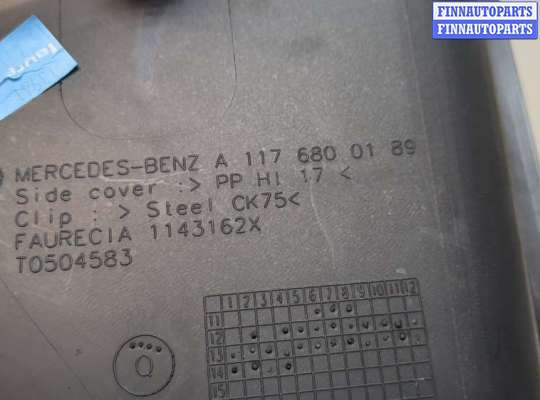 FINNAUTOPARTS
FINNAUTOPARTS
MERCEDES-BENZ A 117 680 01 89
Side cover :> PP HI 17 <
Clip : > Steel CK75<
FAURECIA 1143162X
T0504583
1 2 3 4 5 6 7 8 9 10 11 12
11
12
13
14
15
Q